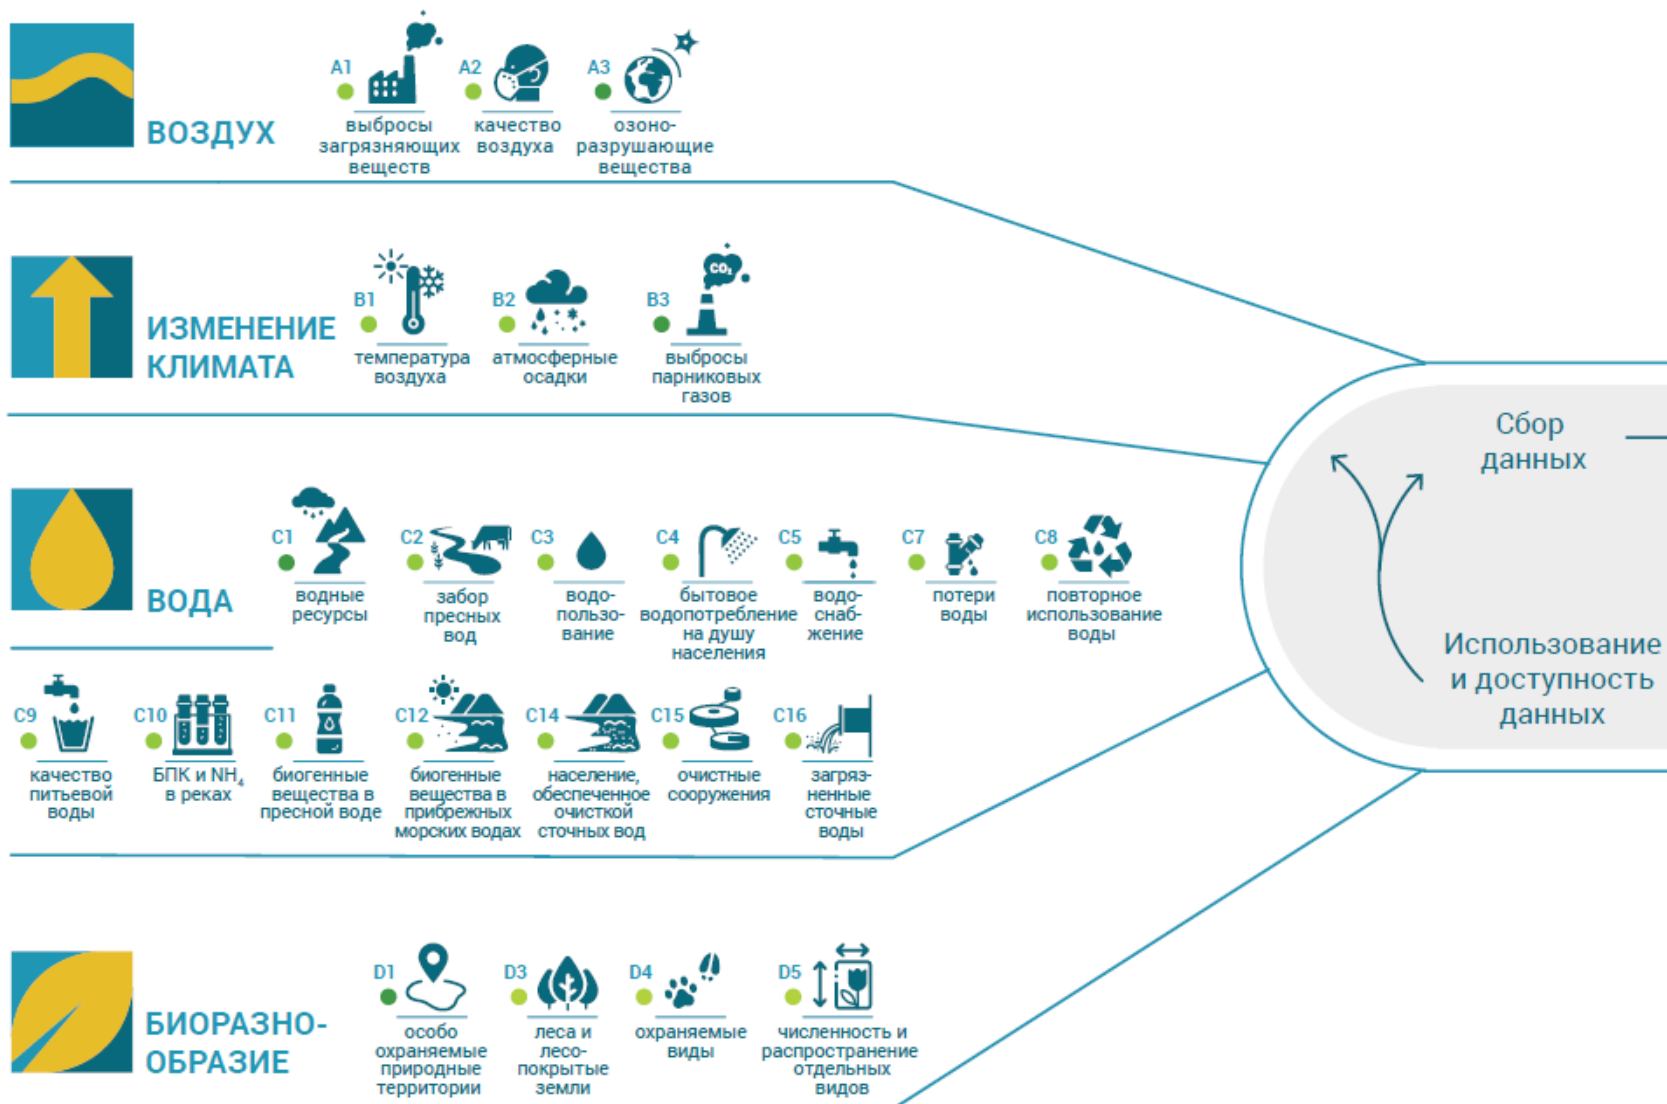 ВОЗДУХ
A1
выбросы
загрязняющих
веществ
A2
качество
воздуха
A3
озоно-
разрушающие
вещества
ИЗМЕНЕНИЕ
КЛИМАТА
B1
температура
воздуха
B2
атмосферные
осадки
B3
CO₂
выбросы
парниковых
газов
Сбор
данных
Использование
и доступность
данных
ВОДА
C1
водные
ресурсы
C2
забор
пресных
вод
C3
водо-
пользо-
вание
C4
бытовое
водопотребление
на душу
населения
C5
водо-
снаб-
жение
C7
потери
воды
C8
повторное
использование
воды
C9
качество
питьевой
воды
C10
БПК и NH₄
в реках
C11
биогенные
вещества в
пресной воде
C12
биогенные
вещества в
прибрежных
морских водах
C14
население,
обеспеченное
очисткой
сточных вод
C15
очистные
сооружения
C16
загряз-
ненные
сточные
воды
БИОРАЗНО-
ОБРАЗИЕ
D1
особо
охраняемые
природные
территории
D3
леса и
лесо-
покрытые
земли
D4
охраняемые
виды
D5
численность и
распространение
отдельных
видов